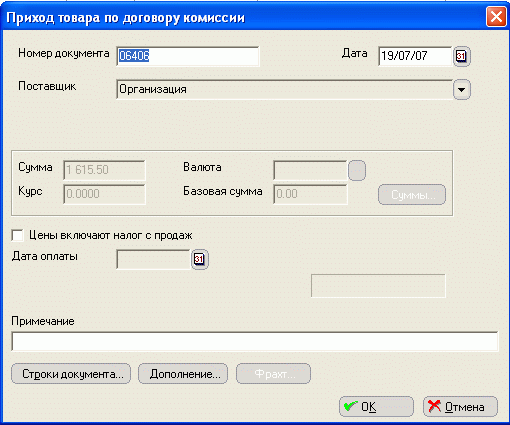 Приход товара по договору комиссии
Номер документа 06406 Дата 19/07/07 31
Поставщик Организация
Сумма 1 615.50 Валюта
Курс 0.0000 Базовая сумма 0.00 Суммы...
Цены включают налог с продаж
Дата оплаты 31
Примечание
Строки документа... Дополнение... Фрахт...
OK Отмена